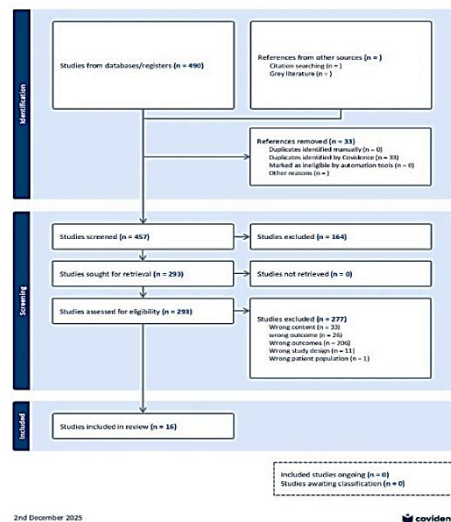 Identification
Studies from databases/registers (n = 490)
References from other sources (n = )
Citation searching (n = )
Grey literature (n = )
References removed (n = 33)
Duplicates identified manually (n = 0)
Duplicates identified by Covidence (n = 33)
Marked as ineligible by automation tools (n = 0)
Other reasons (n = )
Screening
Studies screened (n = 457)
Studies excluded (n = 164)
Studies sought for retrieval (n = 293)
Studies not retrieved (n = 0)
Studies assessed for eligibility (n = 293)
Studies excluded (n = 277)
Wrong content (n = 33)
wrong outcome (n = 26)
Wrong outcomes (n = 206)
Wrong study design (n = 11)
Wrong patient population (n = 1)
Included
Studies included in review (n = 16)
Included studies ongoing (n = 0)
Studies awaiting classification (n = 0)
2nd December 2025
coviden